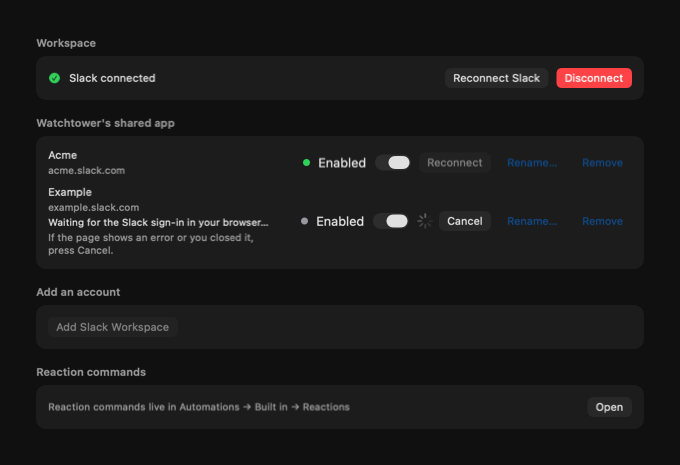 Workspace
Slack connected
Reconnect Slack
Disconnect
Watchtower's shared app
Acme
acme.slack.com
Enabled
Reconnect
Rename...
Remove
Example
example.slack.com
Waiting for the Slack sign-in in your browser...
If the page shows an error or you closed it,
press Cancel.
Enabled
Cancel
Rename...
Remove
Add an account
Add Slack Workspace
Reaction commands
Reaction commands live in Automations → Built in → Reactions
Open